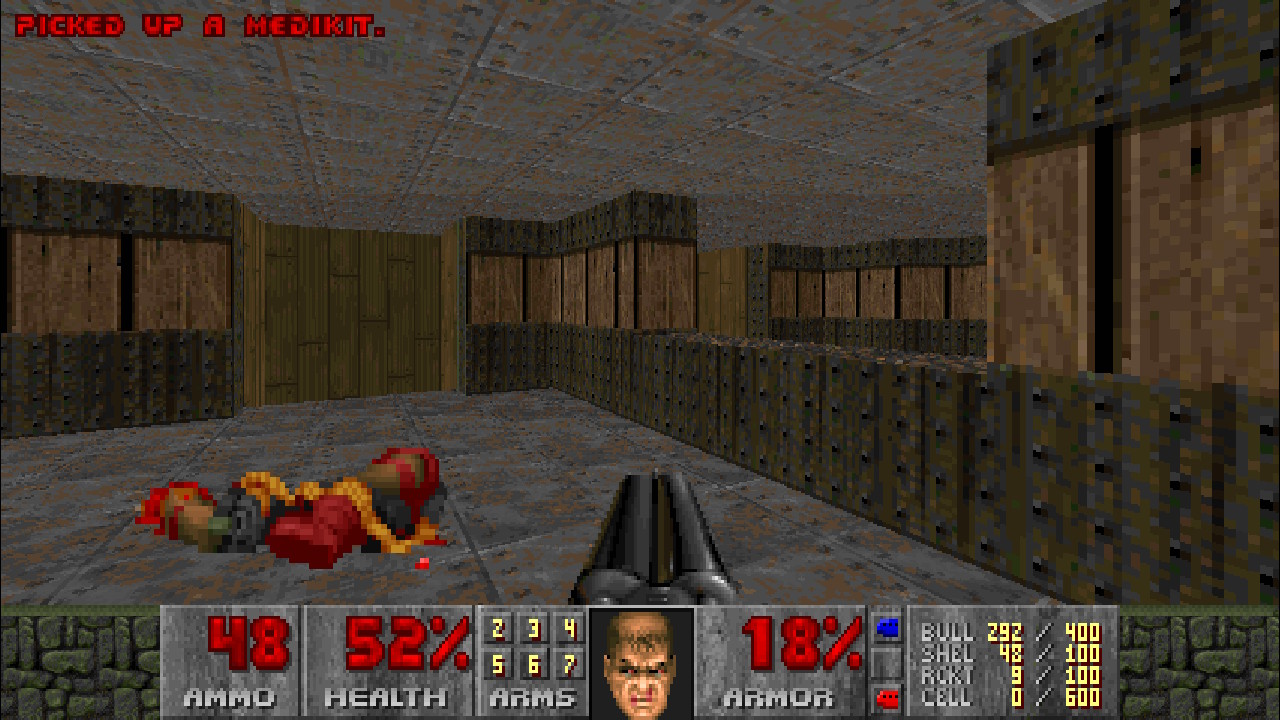 PICKED UP A MEDIKIT.
48 52% 2 3 4 18% BULL 292 / 400
SHEL 48 / 100
5 6 7 RCKT 9 / 100
AMMO HEALTH ARMS ARMOR CELL 0 / 600